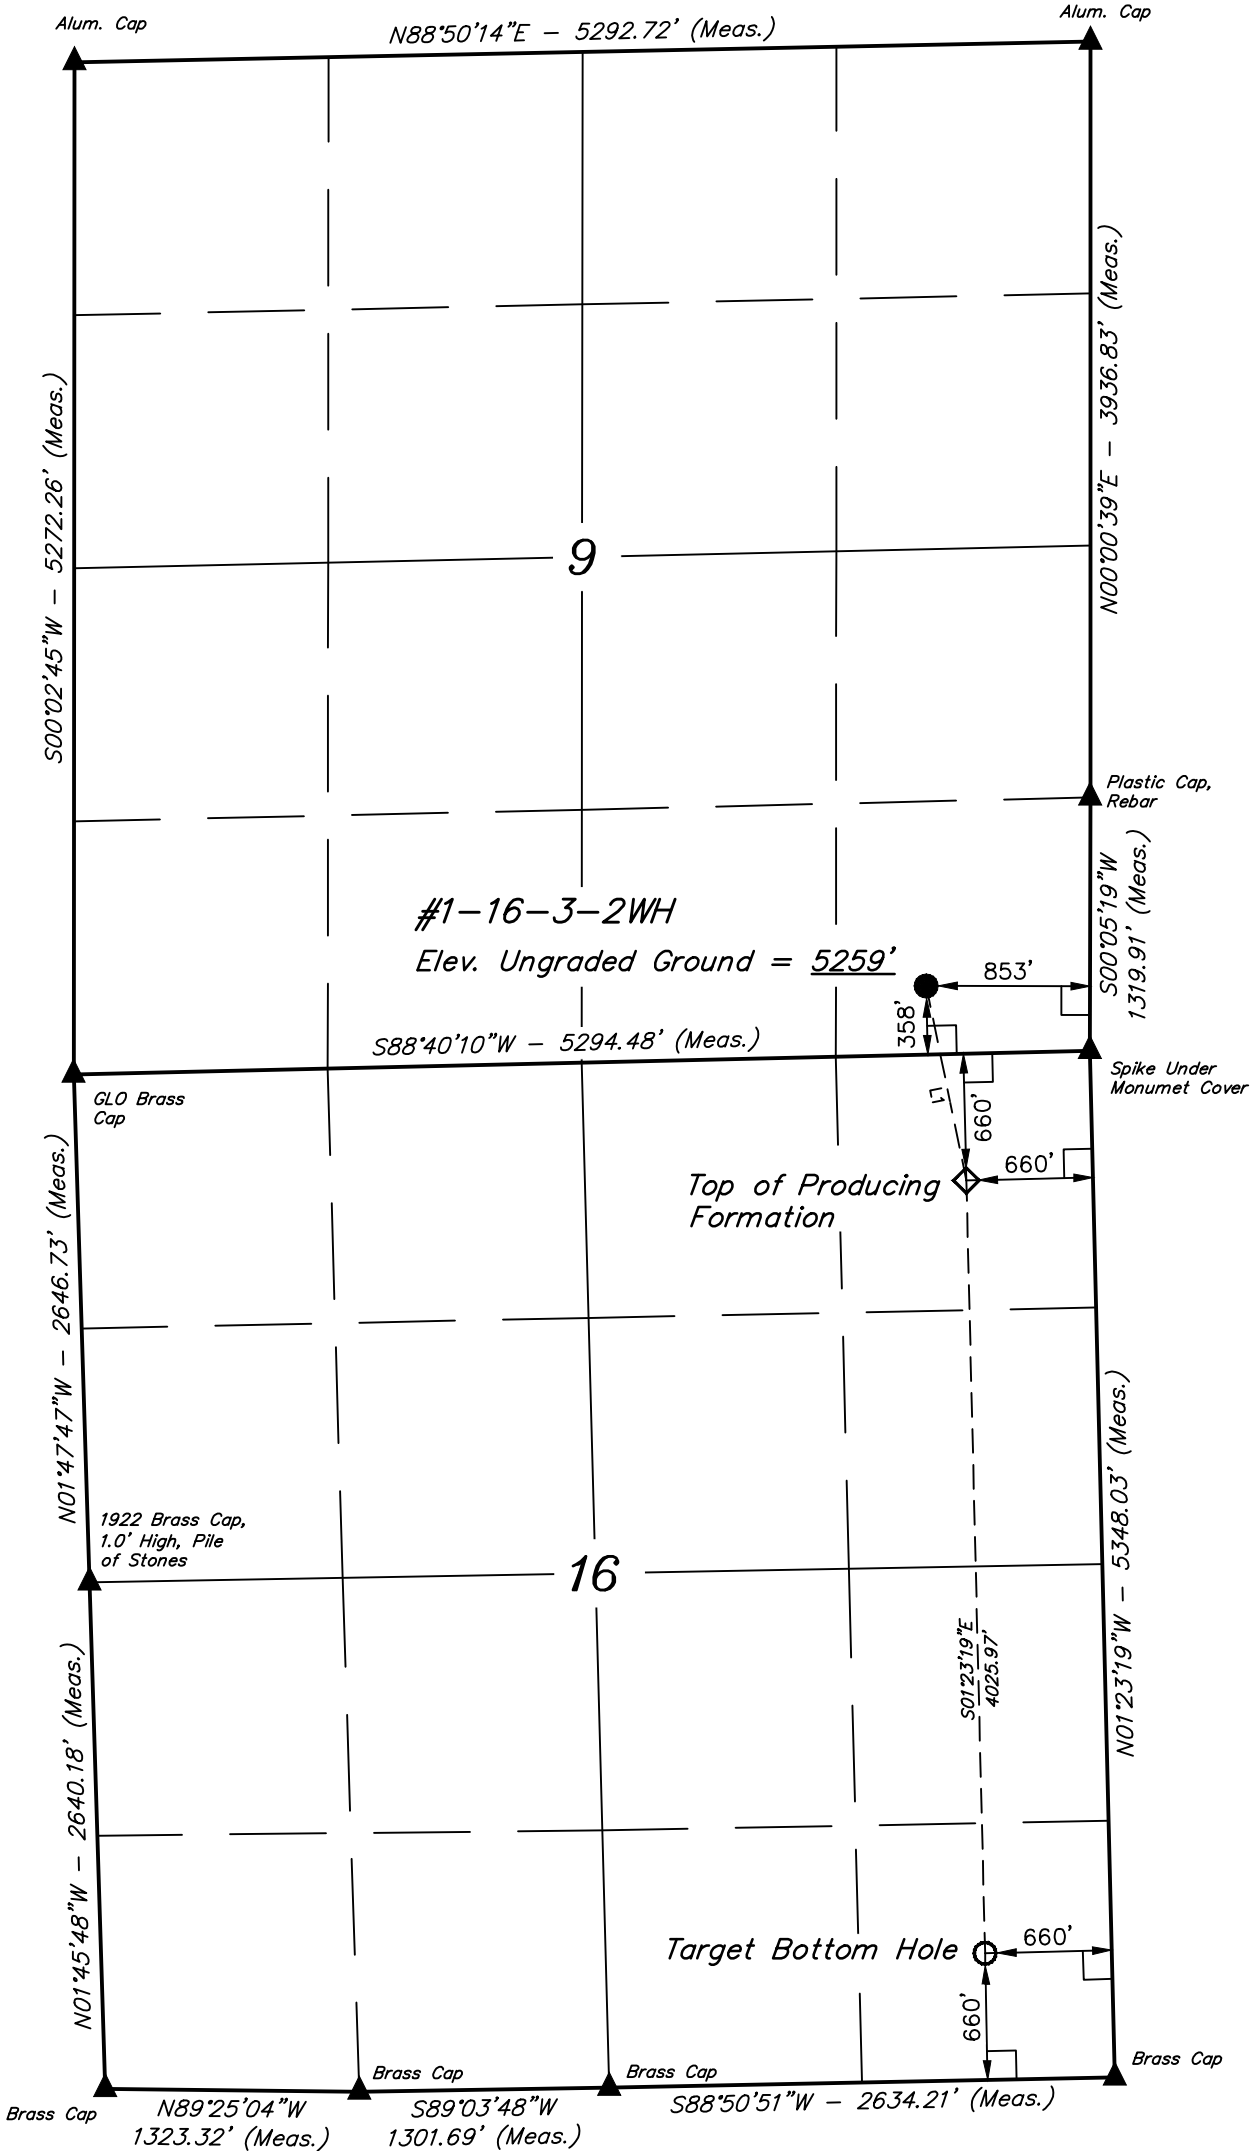 Alum. Cap
N88°50'14"E - 5292.72' (Meas.)
Alum. Cap
S00°02'45"W - 5272.26' (Meas.)
N00°00'39"E - 3936.83' (Meas.)
9
Plastic Cap,
Rebar
S00°05'19"W
1319.91' (Meas.)
#1-16-3-2WH
Elev. Ungraded Ground = 5259'
853'
358'
S88°40'10"W - 5294.48' (Meas.)
GLO Brass
Cap
Spike Under
Monumet Cover
L1
660'
660'
Top of Producing
Formation
N01°47'47"W - 2646.73' (Meas.)
N01°23'19"W - 5348.03' (Meas.)
1922 Brass Cap,
1.0' High, Pile
of Stones
16
S01°23'19"E
4025.97'
N01°45'48"W - 2640.18' (Meas.)
Target Bottom Hole
660'
660'
Brass Cap
Brass Cap
Brass Cap
Brass Cap
N89°25'04"W
1323.32' (Meas.)
S89°03'48"W
1301.69' (Meas.)
S88°50'51"W - 2634.21' (Meas.)